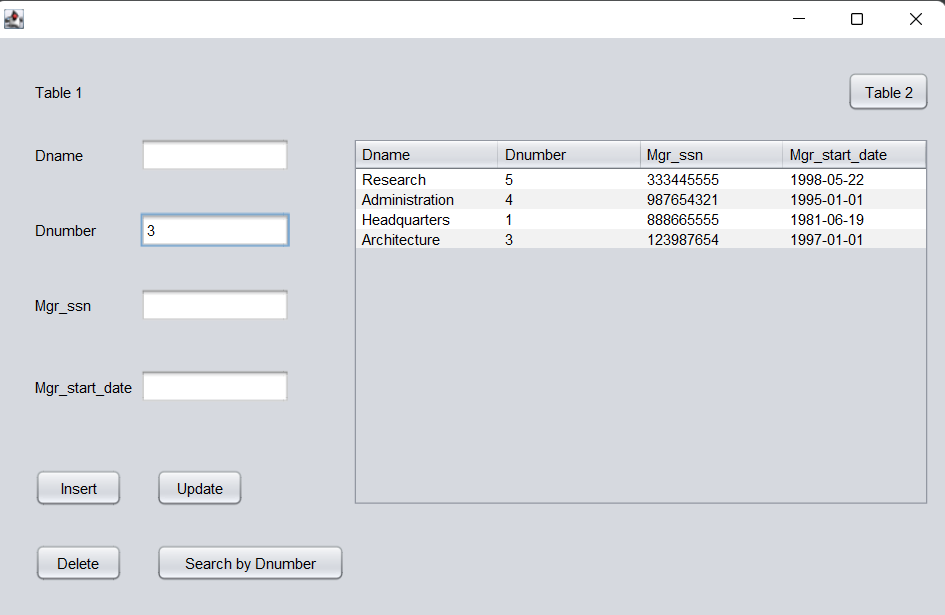 Table 1
Table 2
Dname
Dnumber 3
Mgr_ssn
Mgr_start_date
Dname Dnumber Mgr_ssn Mgr_start_date
Research 5 333445555 1998-05-22
Administration 4 987654321 1995-01-01
Headquarters 1 888665555 1981-06-19
Architecture 3 123987654 1997-01-01
Insert Update
Delete Search by Dnumber